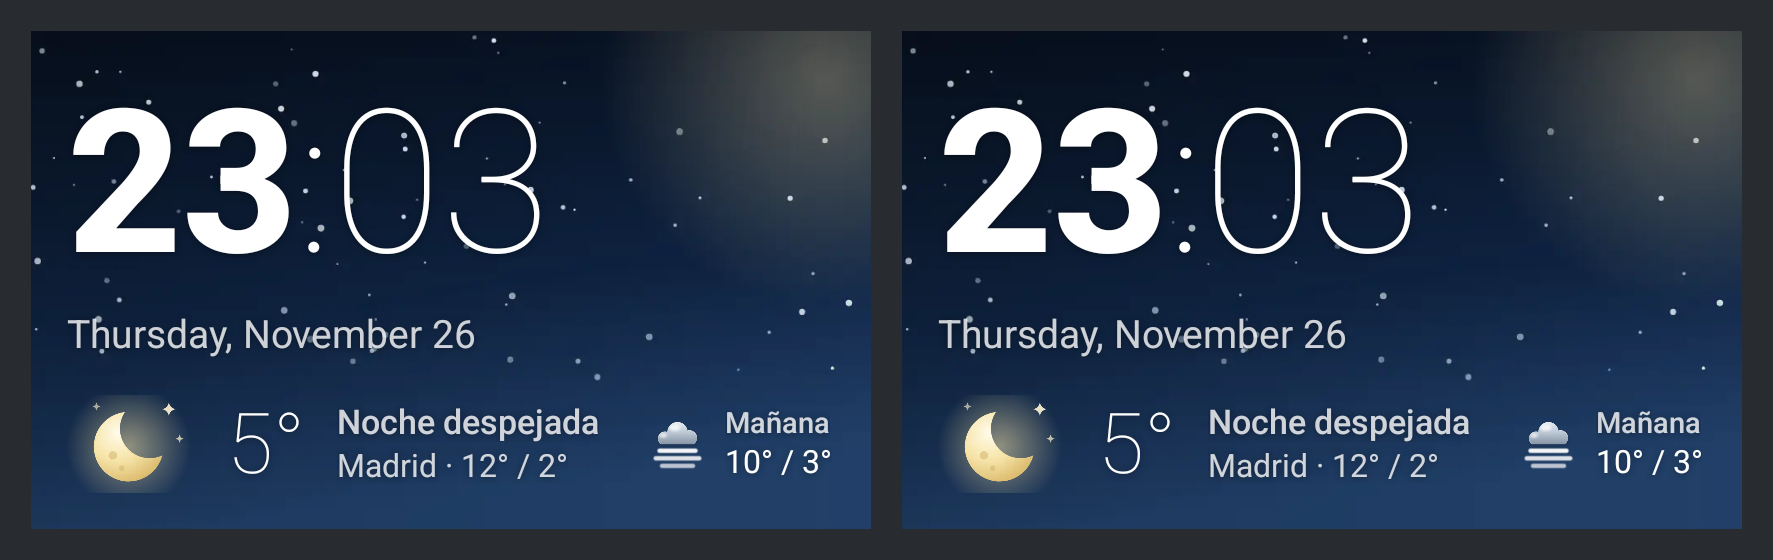 23:03
Thursday, November 26
5°
Noche despejada
Madrid · 12° / 2°
Mañana
10° / 3°
23:03
Thursday, November 26
5°
Noche despejada
Madrid · 12° / 2°
Mañana
10° / 3°